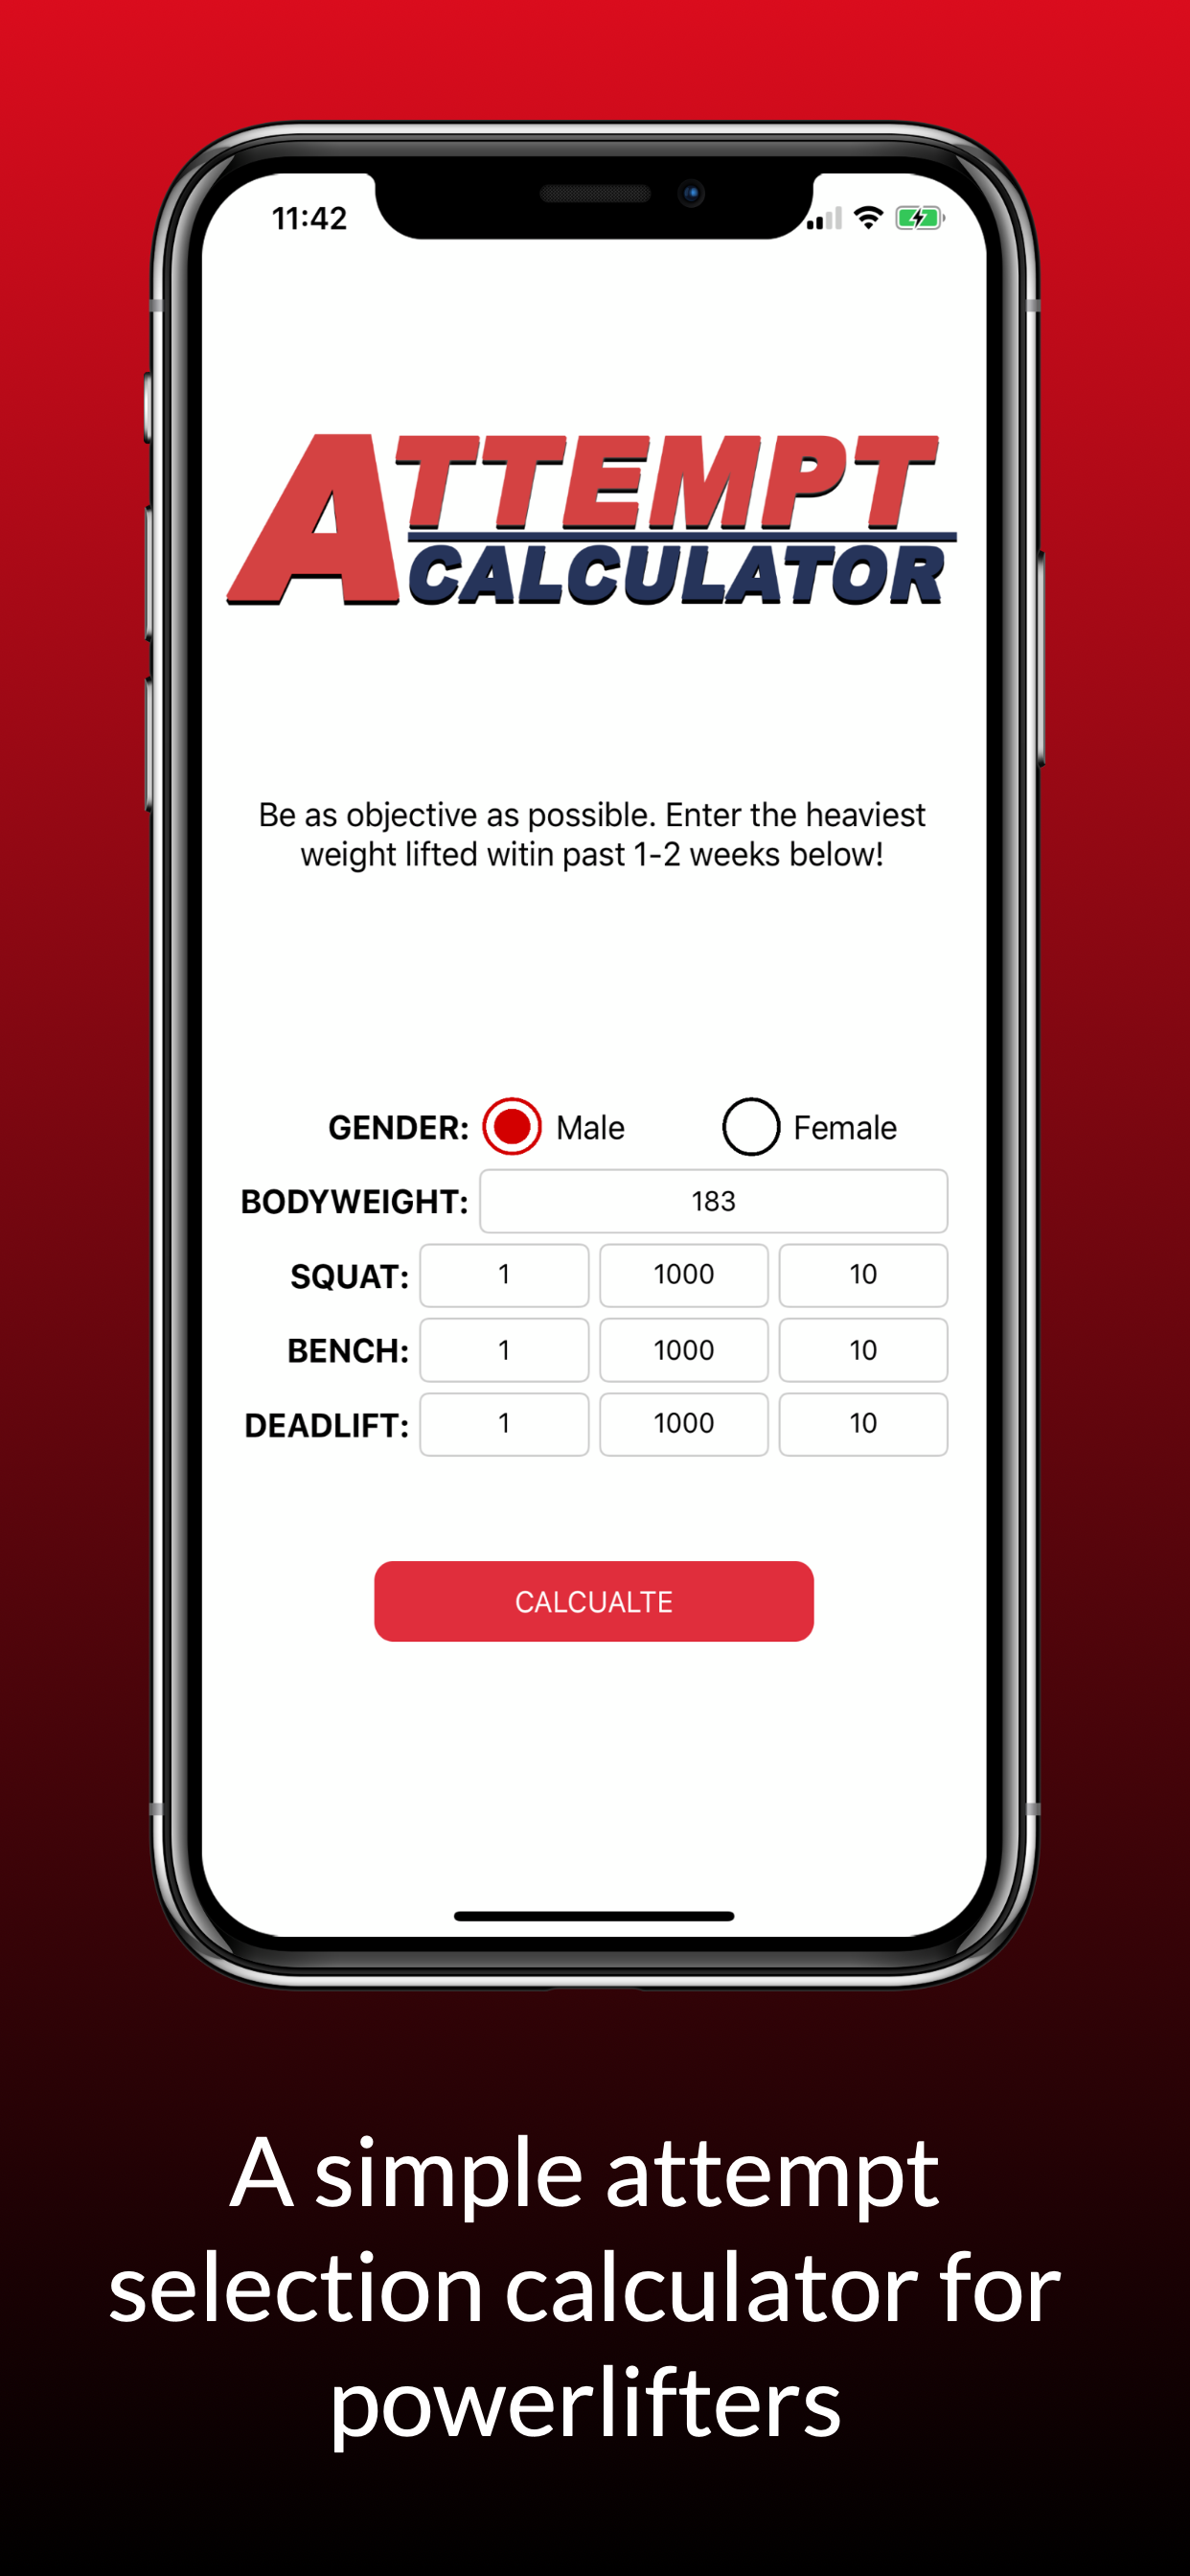 11:42
ATTEMPT
CALCULATOR
Be as objective as possible. Enter the heaviest
weight lifted witin past 1-2 weeks below!
GENDER: Male Female
BODYWEIGHT: 183
SQUAT: 1 1000 10
BENCH: 1 1000 10
DEADLIFT: 1 1000 10
CALCUALTE
A simple attempt
selection calculator for
powerlifters